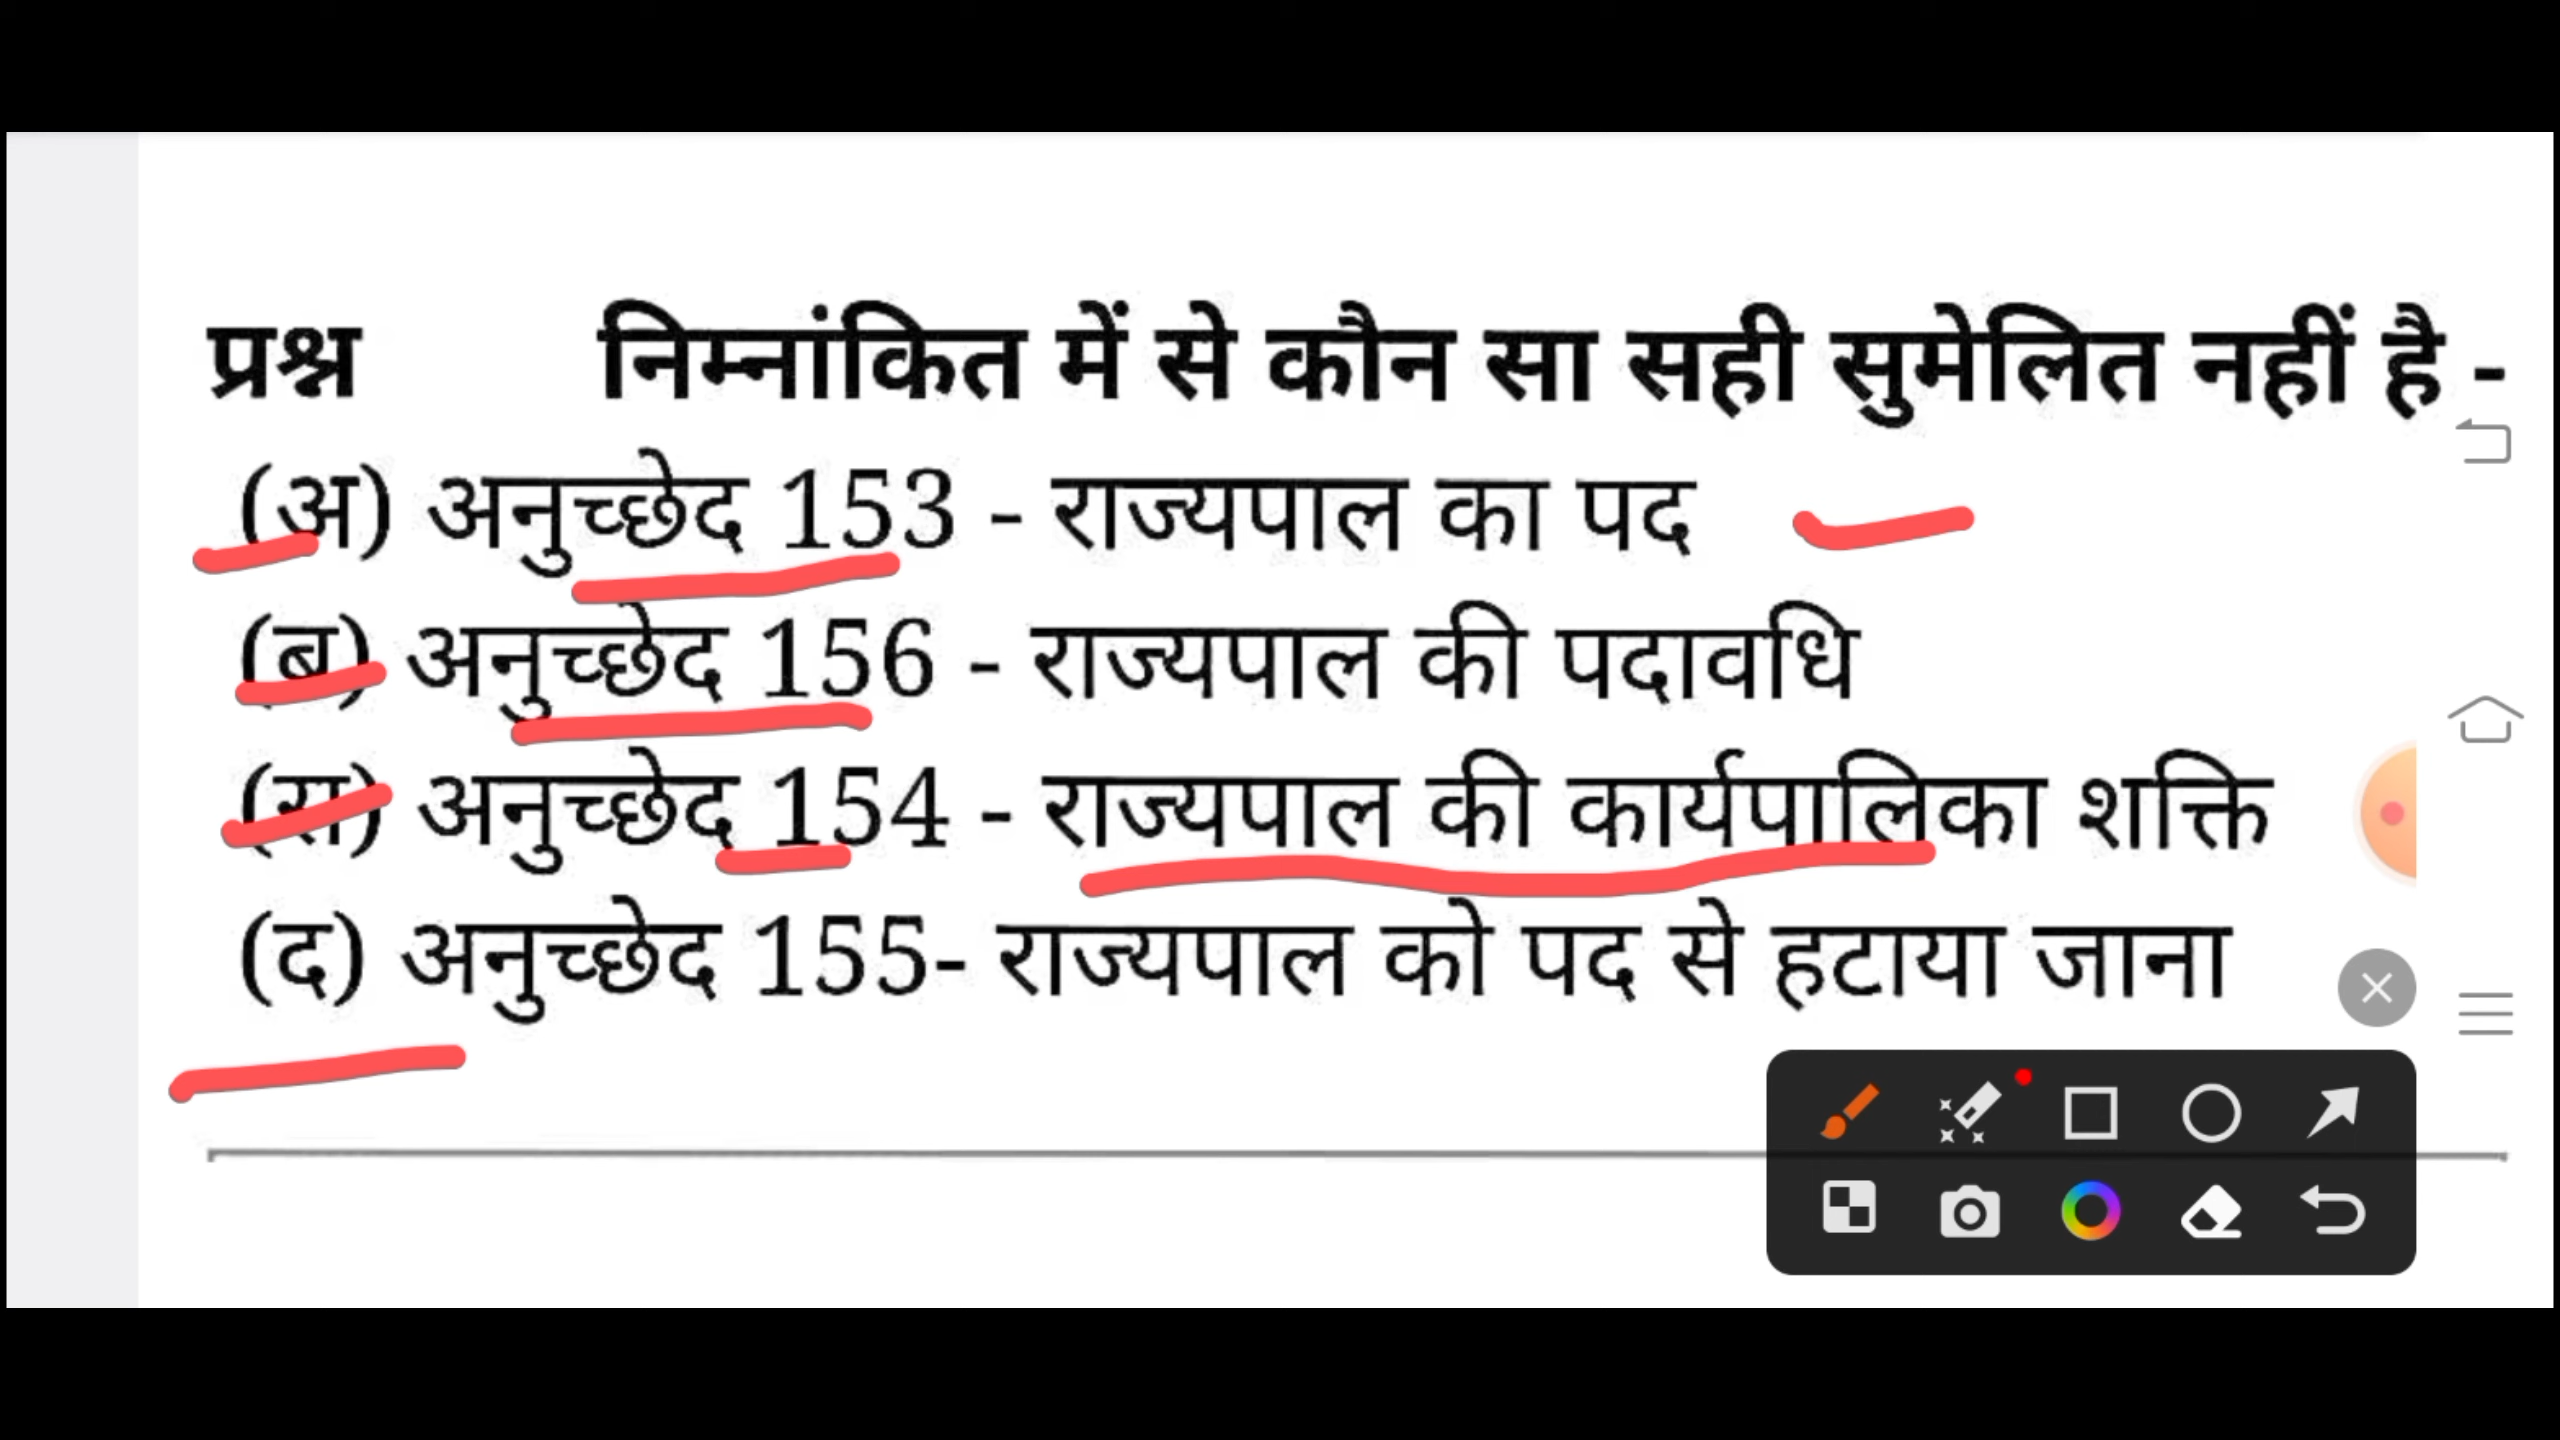 प्रश्न निम्नांकित में से कौन सा सही सुमेलित नहीं है -
(अ) अनुच्छेद 153 - राज्यपाल का पद
(ब) अनुच्छेद 156 - राज्यपाल की पदावधि
(स) अनुच्छेद 154 - राज्यपाल की कार्यपालिका शक्ति
(द) अनुच्छेद 155- राज्यपाल को पद से हटाया जाना